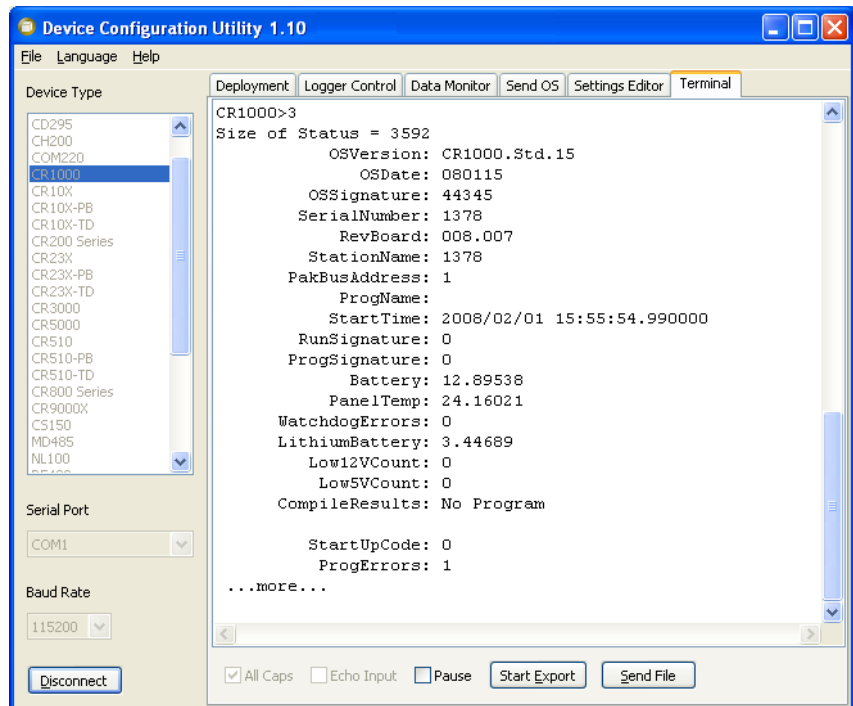 Device Configuration Utility 1.10
File Language Help
Device Type
CD295
CH200
COM220
CR1000
CR10X
CR10X-PB
CR10X-TD
CR200 Series
CR23X
CR23X-PB
CR23X-TD
CR3000
CR5000
CR510
CR510-PB
CR510-TD
CR800 Series
CR9000X
CS150
MD485
NL100
Serial Port
COM1
Baud Rate
115200
Disconnect
Deployment Logger Control Data Monitor Send OS Settings Editor Terminal
CR1000>3
Size of Status = 3592
OSVersion: CR1000.Std.15
OSDate: 080115
OSSignature: 44345
SerialNumber: 1378
RevBoard: 008.007
StationName: 1378
PakBusAddress: 1
ProgName:
StartTime: 2008/02/01 15:55:54.990000
RunSignature: 0
ProgSignature: 0
Battery: 12.89538
PanelTemp: 24.16021
WatchdogErrors: 0
LithiumBattery: 3.44689
Low12VCount: 0
Low5VCount: 0
CompileResults: No Program
StartUpCode: 0
ProgErrors: 1
...more...
All Caps Echo Input Pause Start Export Send File